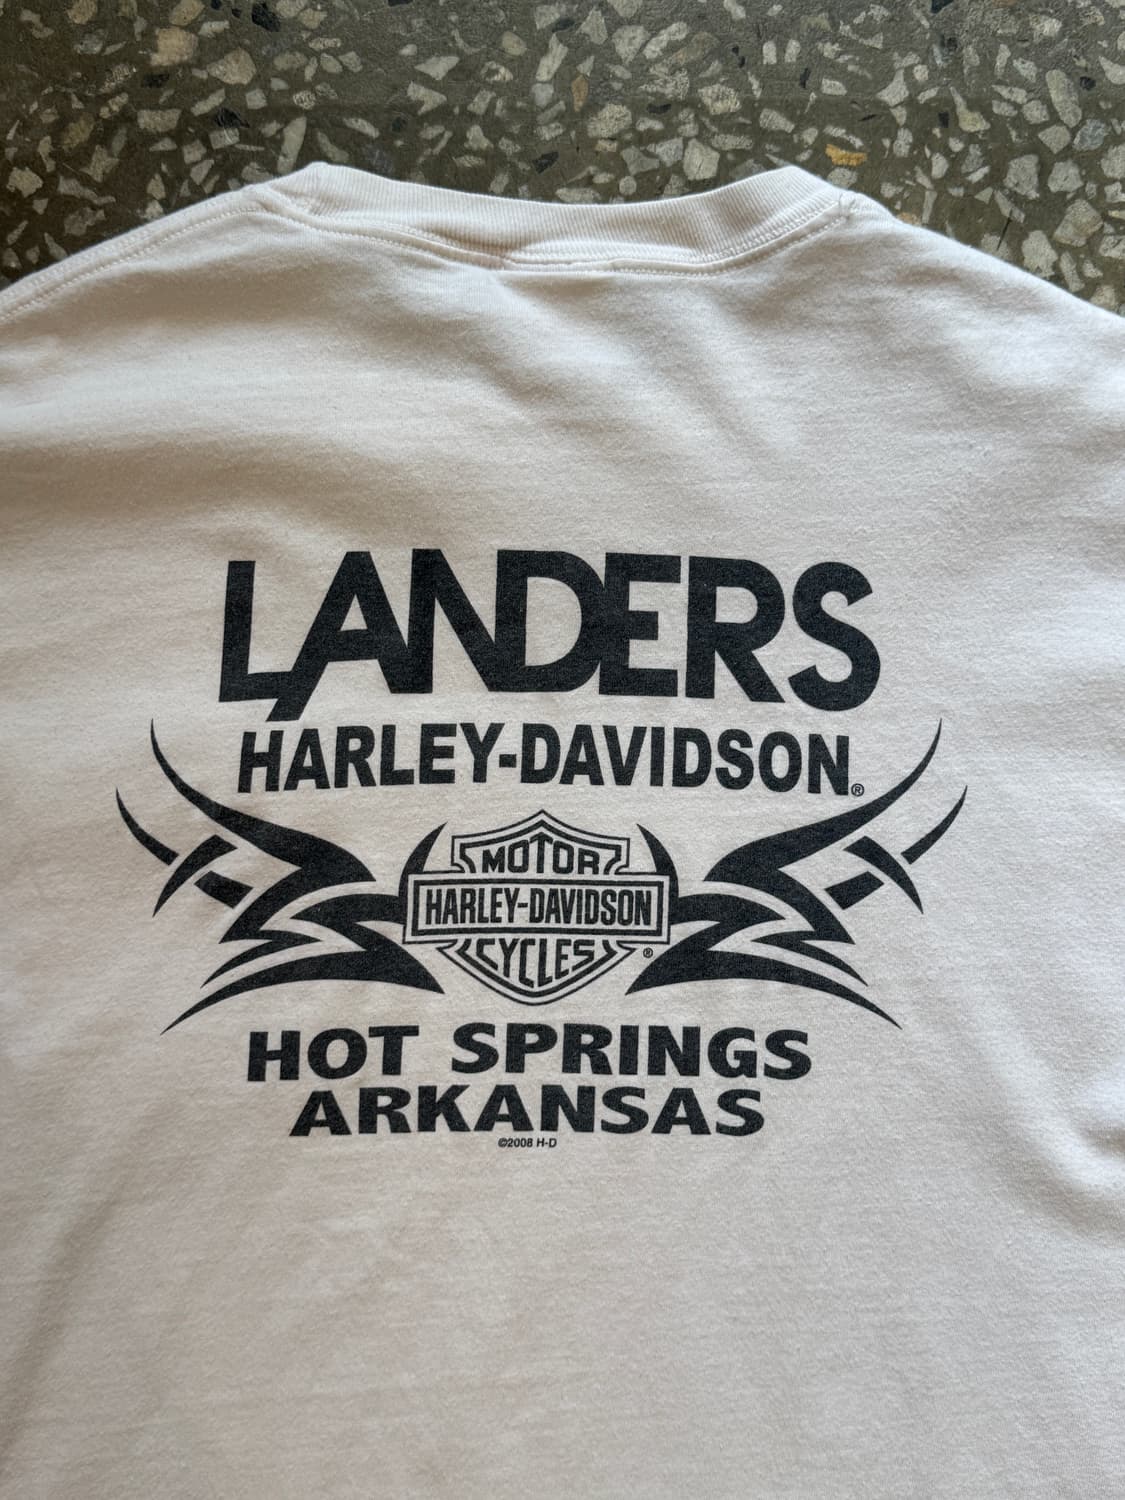 LANDERS
HARLEY-DAVIDSON®
MOTOR
HARLEY-DAVIDSON
CYCLES ®
HOT SPRINGS
ARKANSAS
©2008 H-D